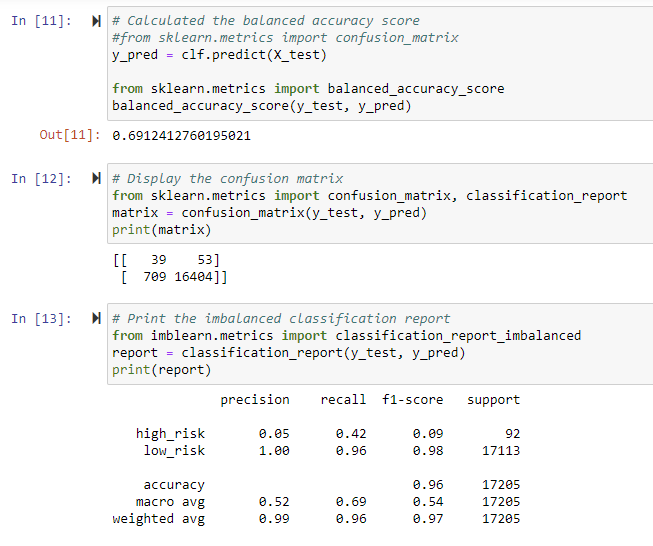 In [11]: # Calculated the balanced accuracy score
#from sklearn.metrics import confusion_matrix
y_pred = clf.predict(X_test)
from sklearn.metrics import balanced_accuracy_score
balanced_accuracy_score(y_test, y_pred)
Out[11]: 0.6912412760195021
In [12]: # Display the confusion matrix
from sklearn.metrics import confusion_matrix, classification_report
matrix = confusion_matrix(y_test, y_pred)
print(matrix)
[[   39    53]
 [  709 16404]]
In [13]: # Print the imbalanced classification report
from imblearn.metrics import classification_report_imbalanced
report = classification_report(y_test, y_pred)
print(report)
precision recall f1-score support
high_risk 0.05 0.42 0.09 92
low_risk 1.00 0.96 0.98 17113
accuracy 0.96 17205
macro avg 0.52 0.69 0.54 17205
weighted avg 0.99 0.96 0.97 17205